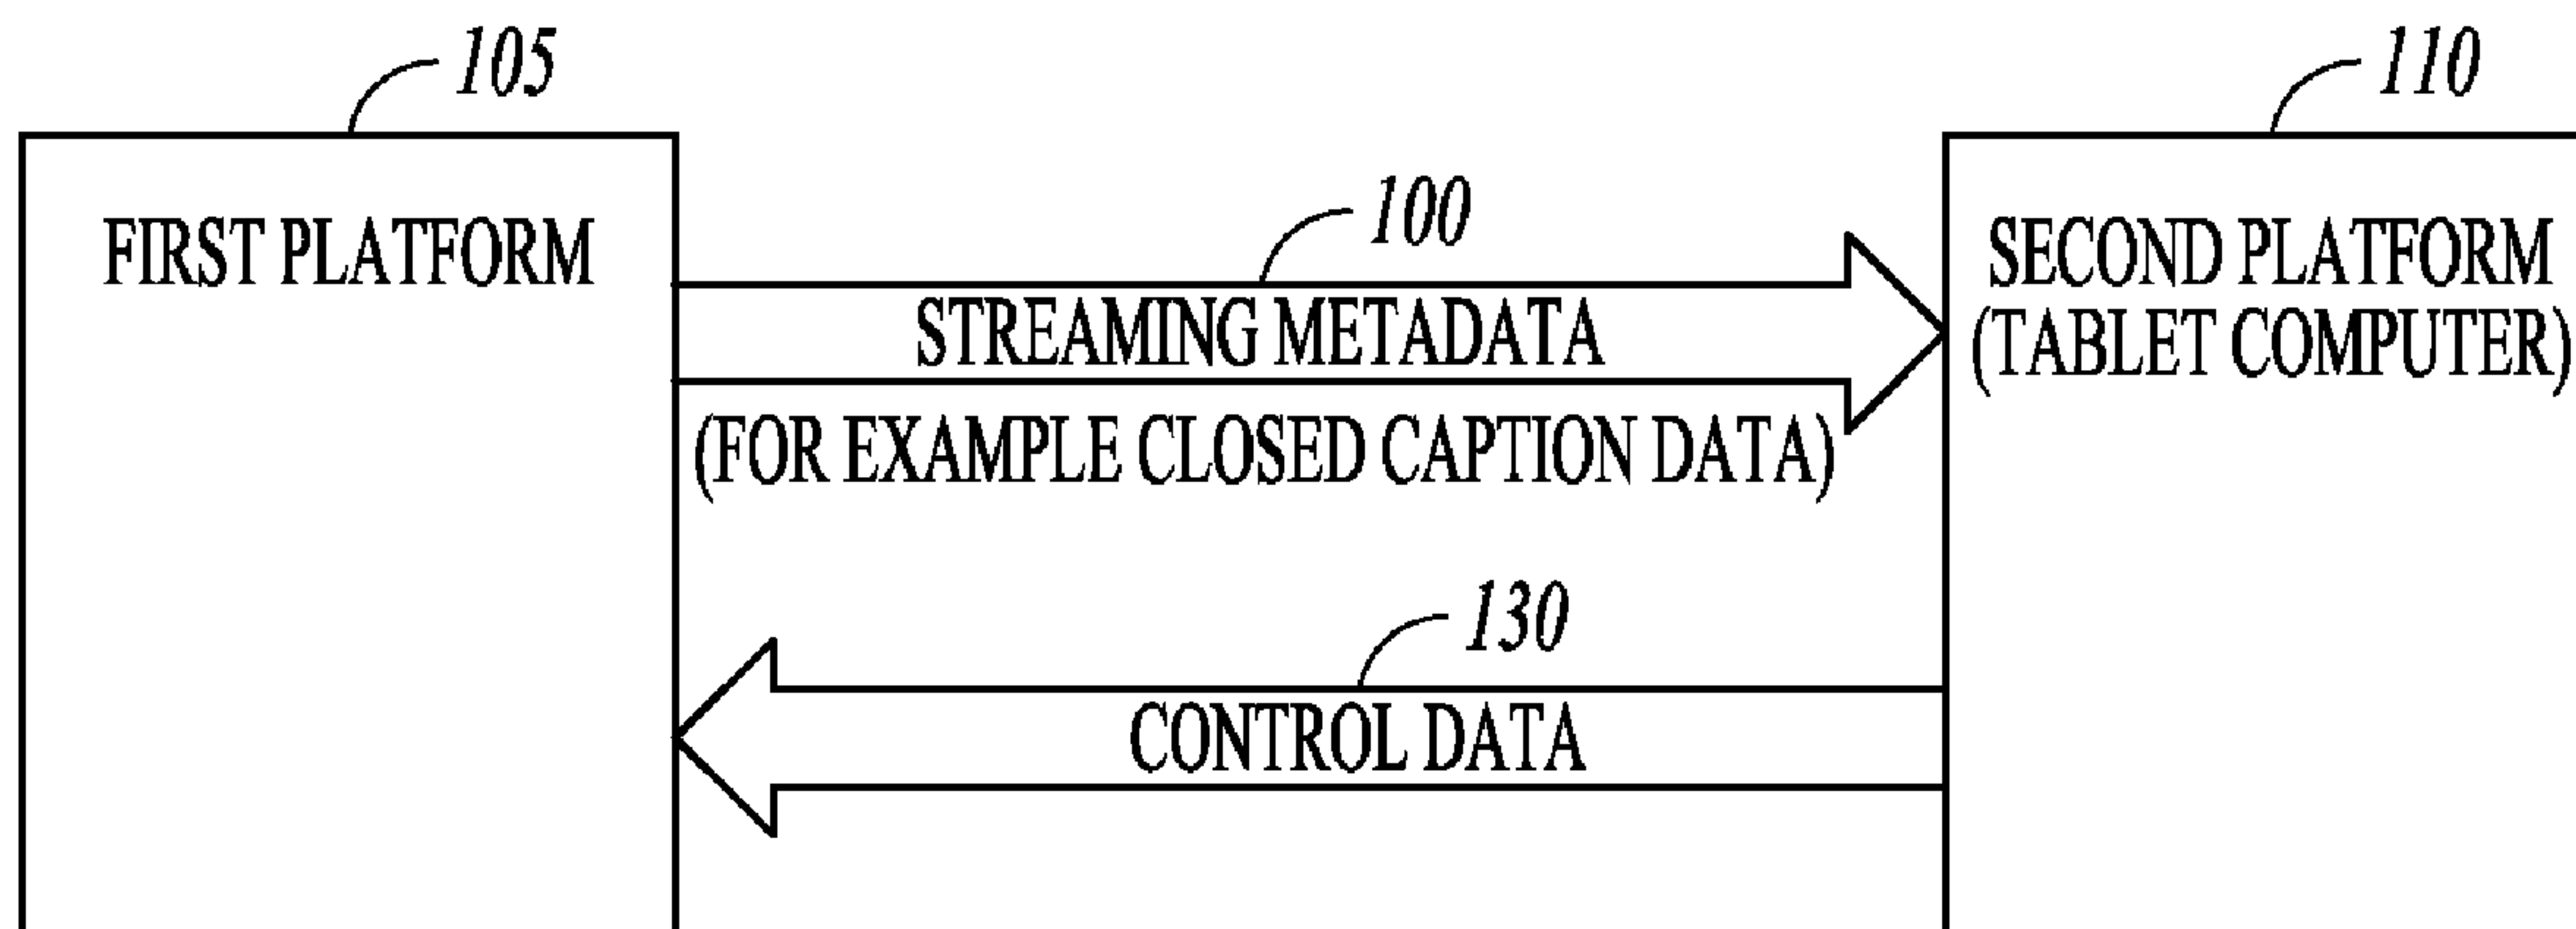 105
110
100
FIRST PLATFORM
SECOND PLATFORM
(TABLET COMPUTER)
STREAMING METADATA
(FOR EXAMPLE CLOSED CAPTION DATA)
130
CONTROL DATA